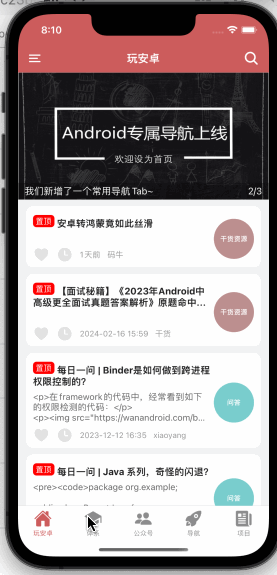 8:10
玩安卓
Android专属导航上线
欢迎设为首页
我们新增了一个常用导航Tab~ 2/3
置顶 安卓转鸿蒙竟如此丝滑
干货资源
1天前 码牛
置顶 【面试秘籍】《2023年Android中
高级更全面试真题答案解析》原题命中...
干货资源
2024-02-16 15:59 干货
置顶 每日一问 | Binder是如何做到跨进程
权限控制的?
<p>在framework的代码中，经常看到如下
的权限检测的代码：</p>
<p><img src="https://wanandroid.com/b...
问答
2023-12-12 16:35 xiaoyang
置顶 每日一问 | Java 系列，奇怪的闪退?
<pre><code>package org.example;
问答
玩安卓 公众号 导航 项目